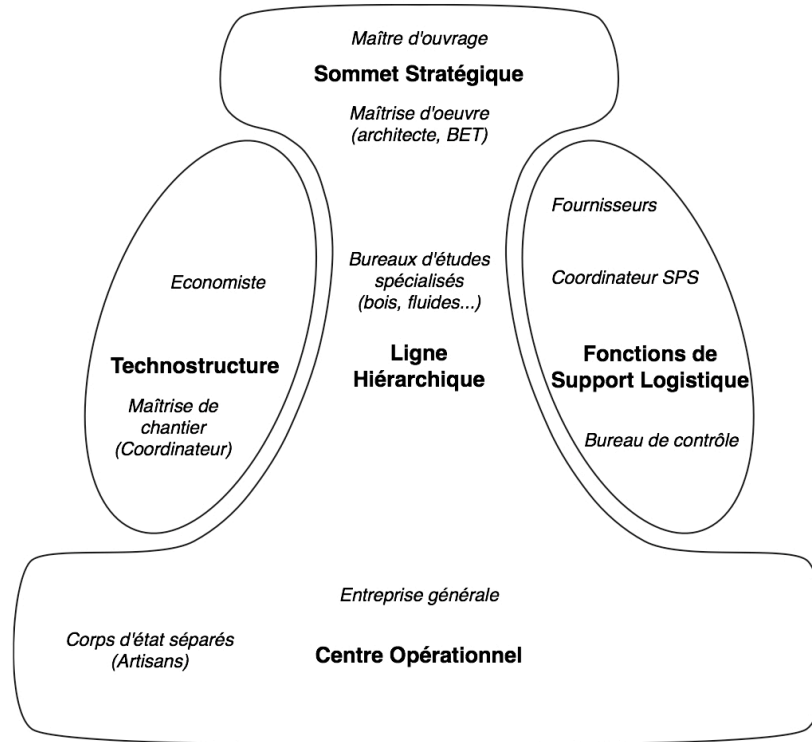 Maître d'ouvrage
Sommet Stratégique
Maîtrise d'oeuvre
(architecte, BET)
Fournisseurs
Bureaux d'études
spécialisés
(bois, fluides...)
Economiste
Coordinateur SPS
Technostructure
Ligne
Hiérarchique
Fonctions de
Support Logistique
Maîtrise de
chantier
(Coordinateur)
Bureau de contrôle
Entreprise générale
Corps d'état séparés
(Artisans)
Centre Opérationnel